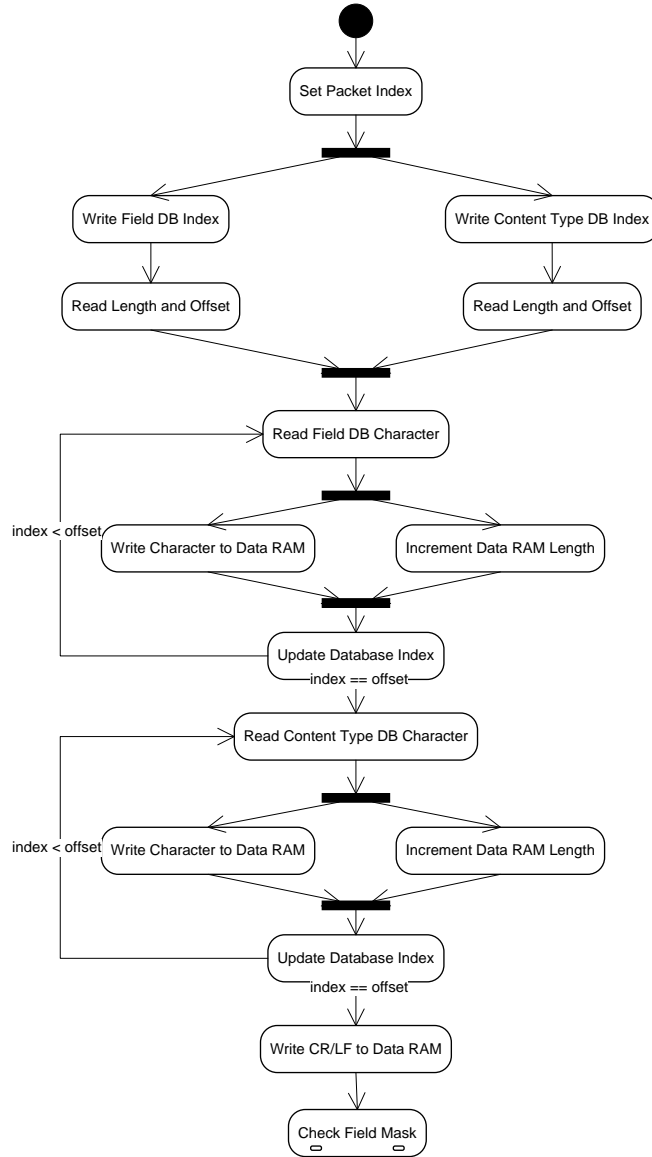 Set Packet Index
Write Field DB Index
Write Content Type DB Index
Read Length and Offset
Read Length and Offset
Read Field DB Character
index < offset
Write Character to Data RAM
Increment Data RAM Length
Update Database Index
index == offset
Read Content Type DB Character
index < offset
Write Character to Data RAM
Increment Data RAM Length
Update Database Index
index == offset
Write CR/LF to Data RAM
Check Field Mask